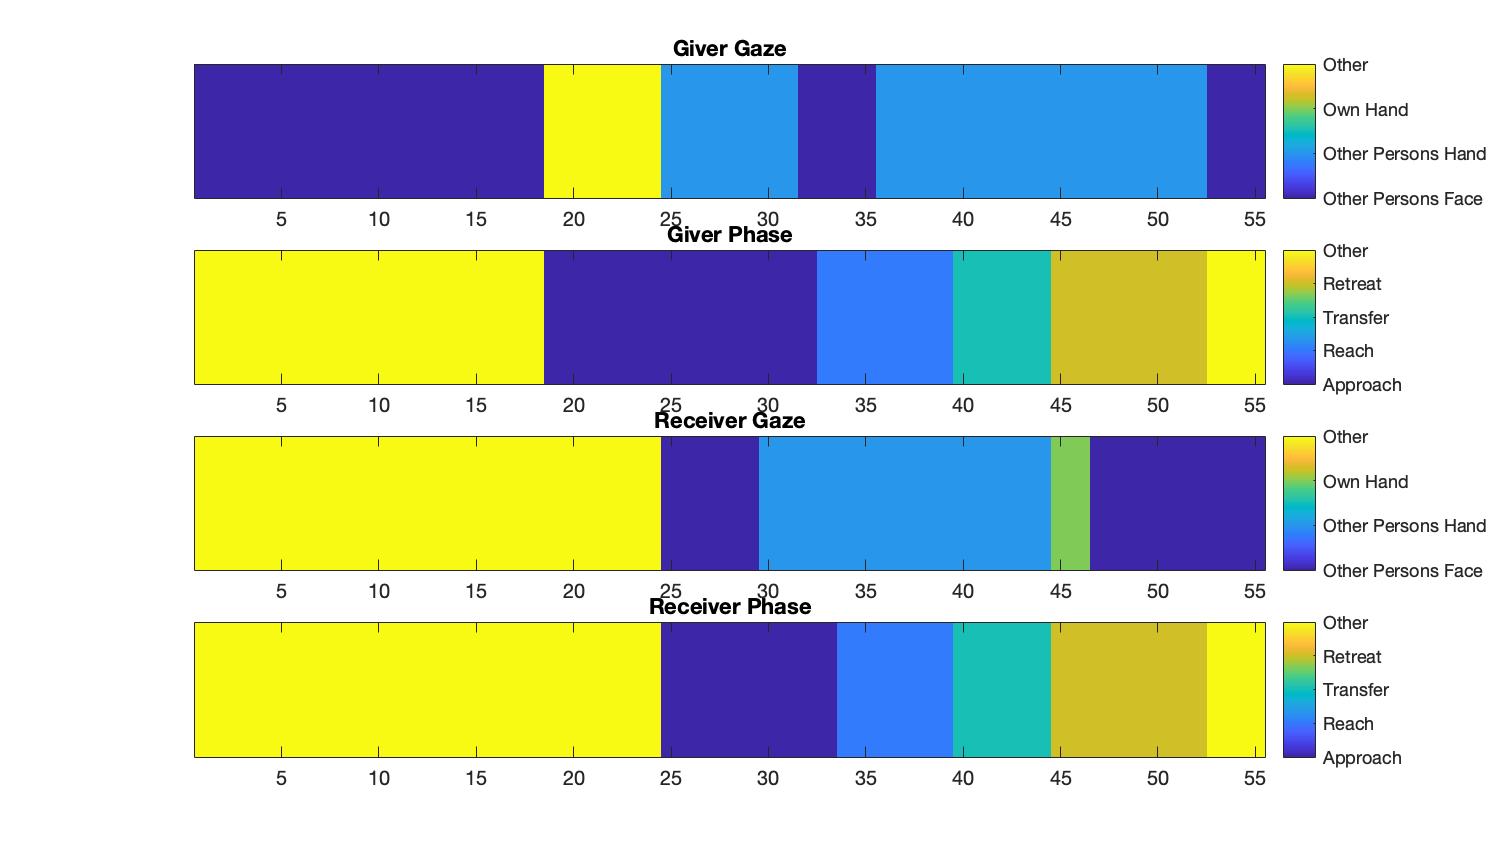 Giver Gaze
Other
Own Hand
Other Persons Hand
Other Persons Face
5 10 15 20 25 30 35 40 45 50 55
Giver Phase
Other
Retreat
Transfer
Reach
Approach
5 10 15 20 25 30 35 40 45 50 55
Receiver Gaze
Other
Own Hand
Other Persons Hand
Other Persons Face
5 10 15 20 25 30 35 40 45 50 55
Receiver Phase
Other
Retreat
Transfer
Reach
Approach
5 10 15 20 25 30 35 40 45 50 55